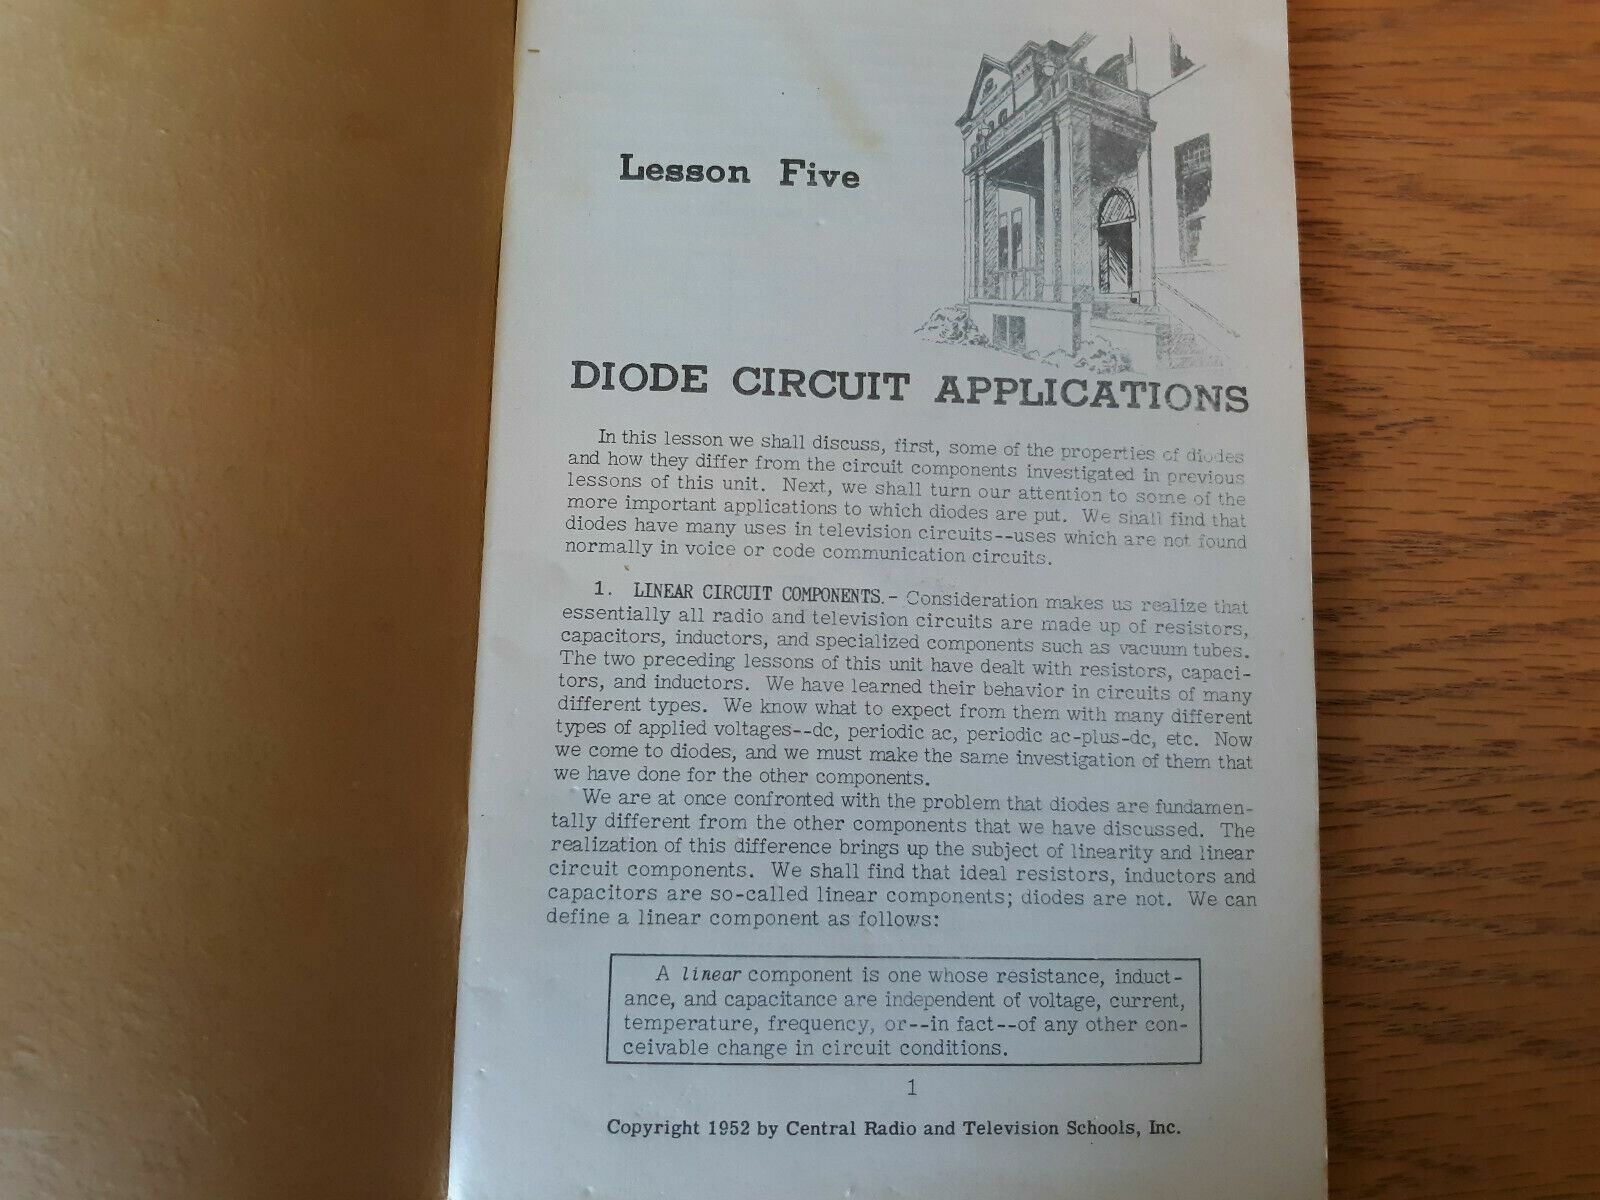 Lesson Five
DIODE CIRCUIT APPLICATIONS
In this lesson we shall discuss, first, some of the properties of diodes
and how they differ from the circuit components investigated in previous
lessons of this unit. Next, we shall turn our attention to some of the
more important applications to which diodes are put. We shall find that
diodes have many uses in television circuits--uses which are not found
normally in voice or code communication circuits.
1. LINEAR CIRCUIT COMPONENTS.- Consideration makes us realize that
essentially all radio and television circuits are made up of resistors,
capacitors, inductors, and specialized components such as vacuum tubes.
The two preceding lessons of this unit have dealt with resistors, capaci-
tors, and inductors. We have learned their behavior in circuits of many
different types. We know what to expect from them with many different
types of applied voltages--dc, periodic ac, periodic ac-plus-dc, etc. Now
we come to diodes, and we must make the same investigation of them that
we have done for the other components.
We are at once confronted with the problem that diodes are fundamen-
tally different from the other components that we have discussed. The
realization of this difference brings up the subject of linearity and linear
circuit components. We shall find that ideal resistors, inductors and
capacitors are so-called linear components; diodes are not. We can
define a linear component as follows:
A linear component is one whose resistance, induct-
ance, and capacitance are independent of voltage, current,
temperature, frequency, or--in fact--of any other con-
ceivable change in circuit conditions.
1
Copyright 1952 by Central Radio and Television Schools, Inc.